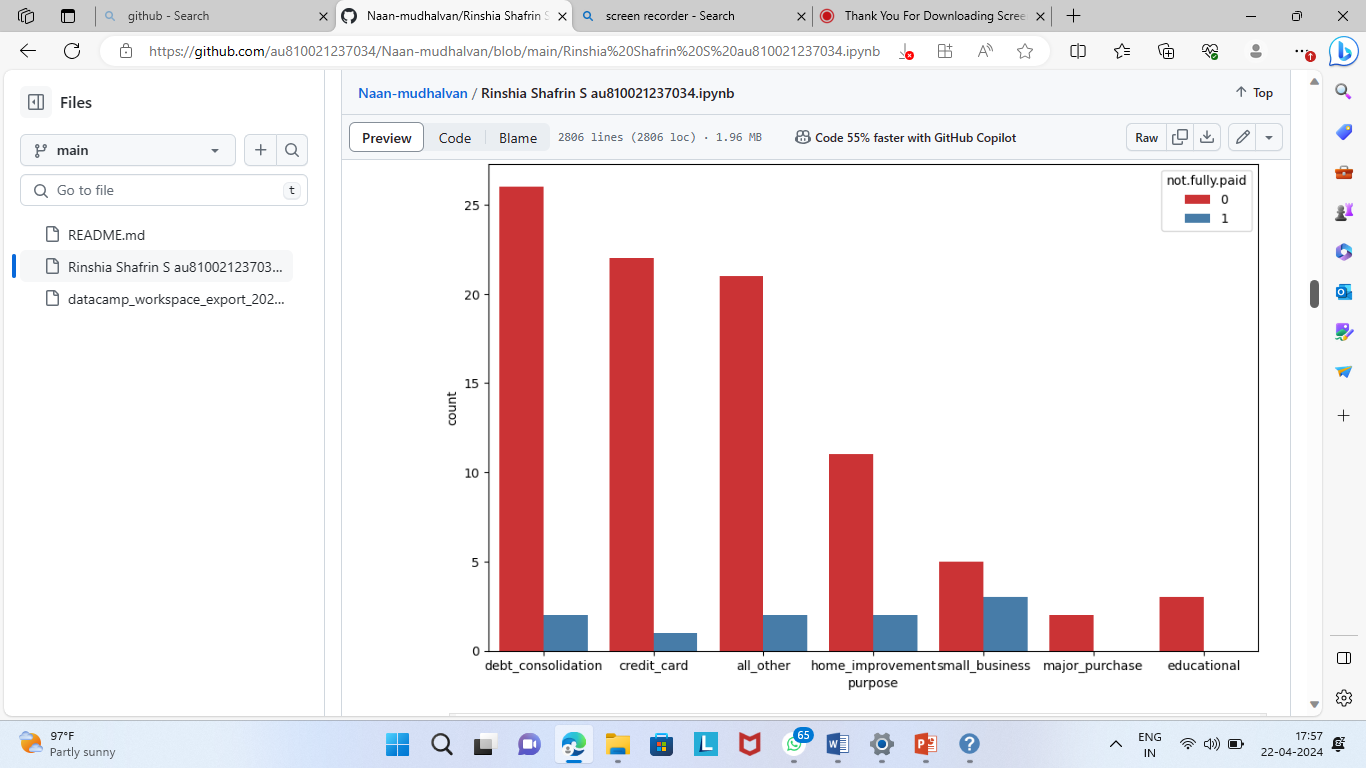 github - Search
Naan-mudhalvan/Rinshia Shafrin S
screen recorder - Search
Thank You For Downloading Scree
https://github.com/au810021237034/Naan-mudhalvan/blob/main/Rinshia%20Shafrin%20S%20au810021237034.ipynb
Files
main
Go to file
t
README.md
Rinshia Shafrin S au81002123703...
datacamp_workspace_export_202...
Naan-mudhalvan / Rinshia Shafrin S au810021237034.ipynb
Top
Preview
Code
Blame
2806 lines (2806 loc) · 1.96 MB
Code 55% faster with GitHub Copilot
Raw
not.fully.paid
0
1
25
20
15
10
5
0
count
debt_consolidation
credit_card
all_other
home_improvement
small_business
major_purchase
educational
purpose
97°F
Partly sunny
65
ENG
IN
17:57
22-04-2024